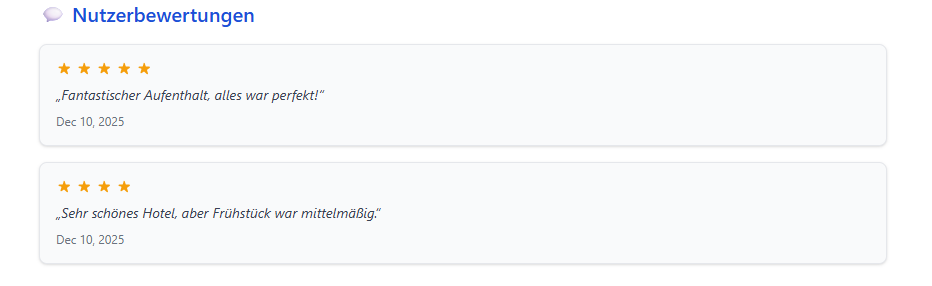 Nutzerbewertungen
„Fantastischer Aufenthalt, alles war perfekt!“
Dec 10, 2025
„Sehr schönes Hotel, aber Frühstück war mittelmäßig.“
Dec 10, 2025